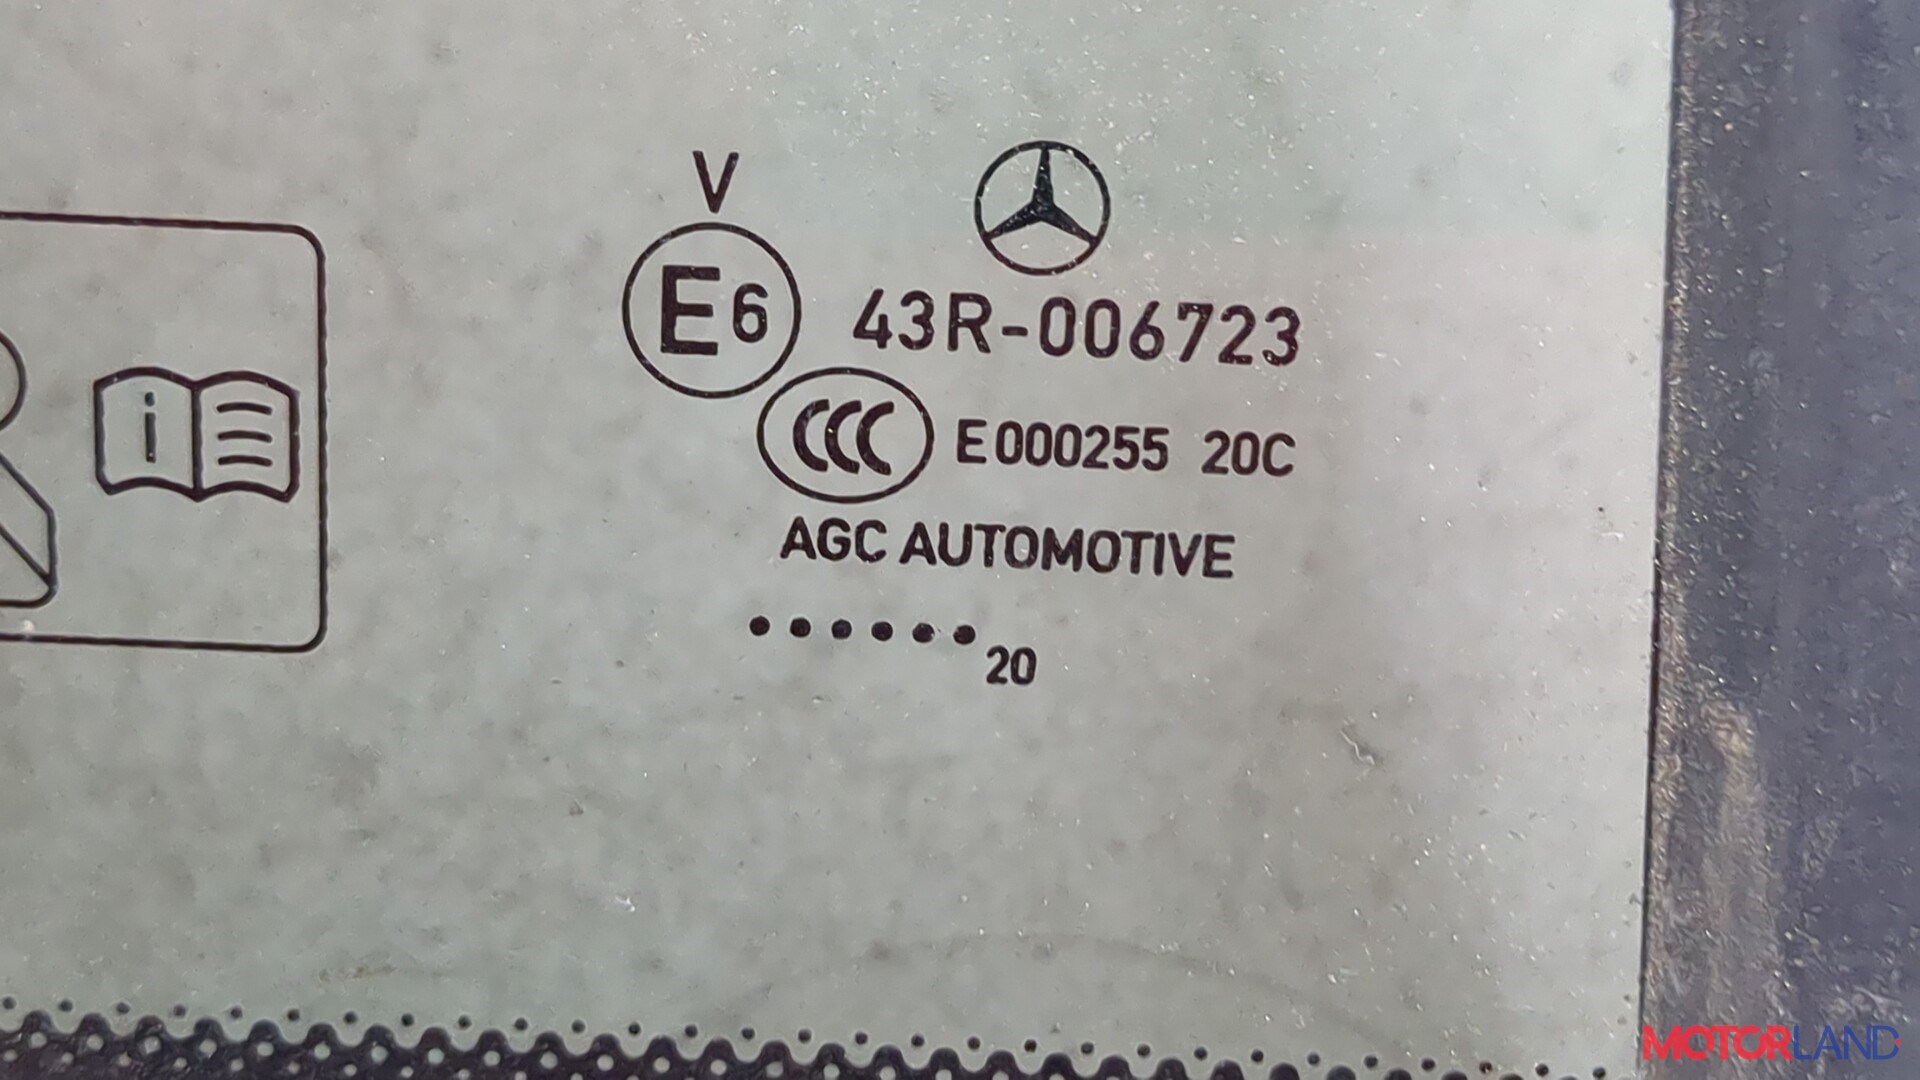 V
E6 43R-006723
CCC E000255 20C
AGC AUTOMOTIVE
...... 20
i
MOTORLAND